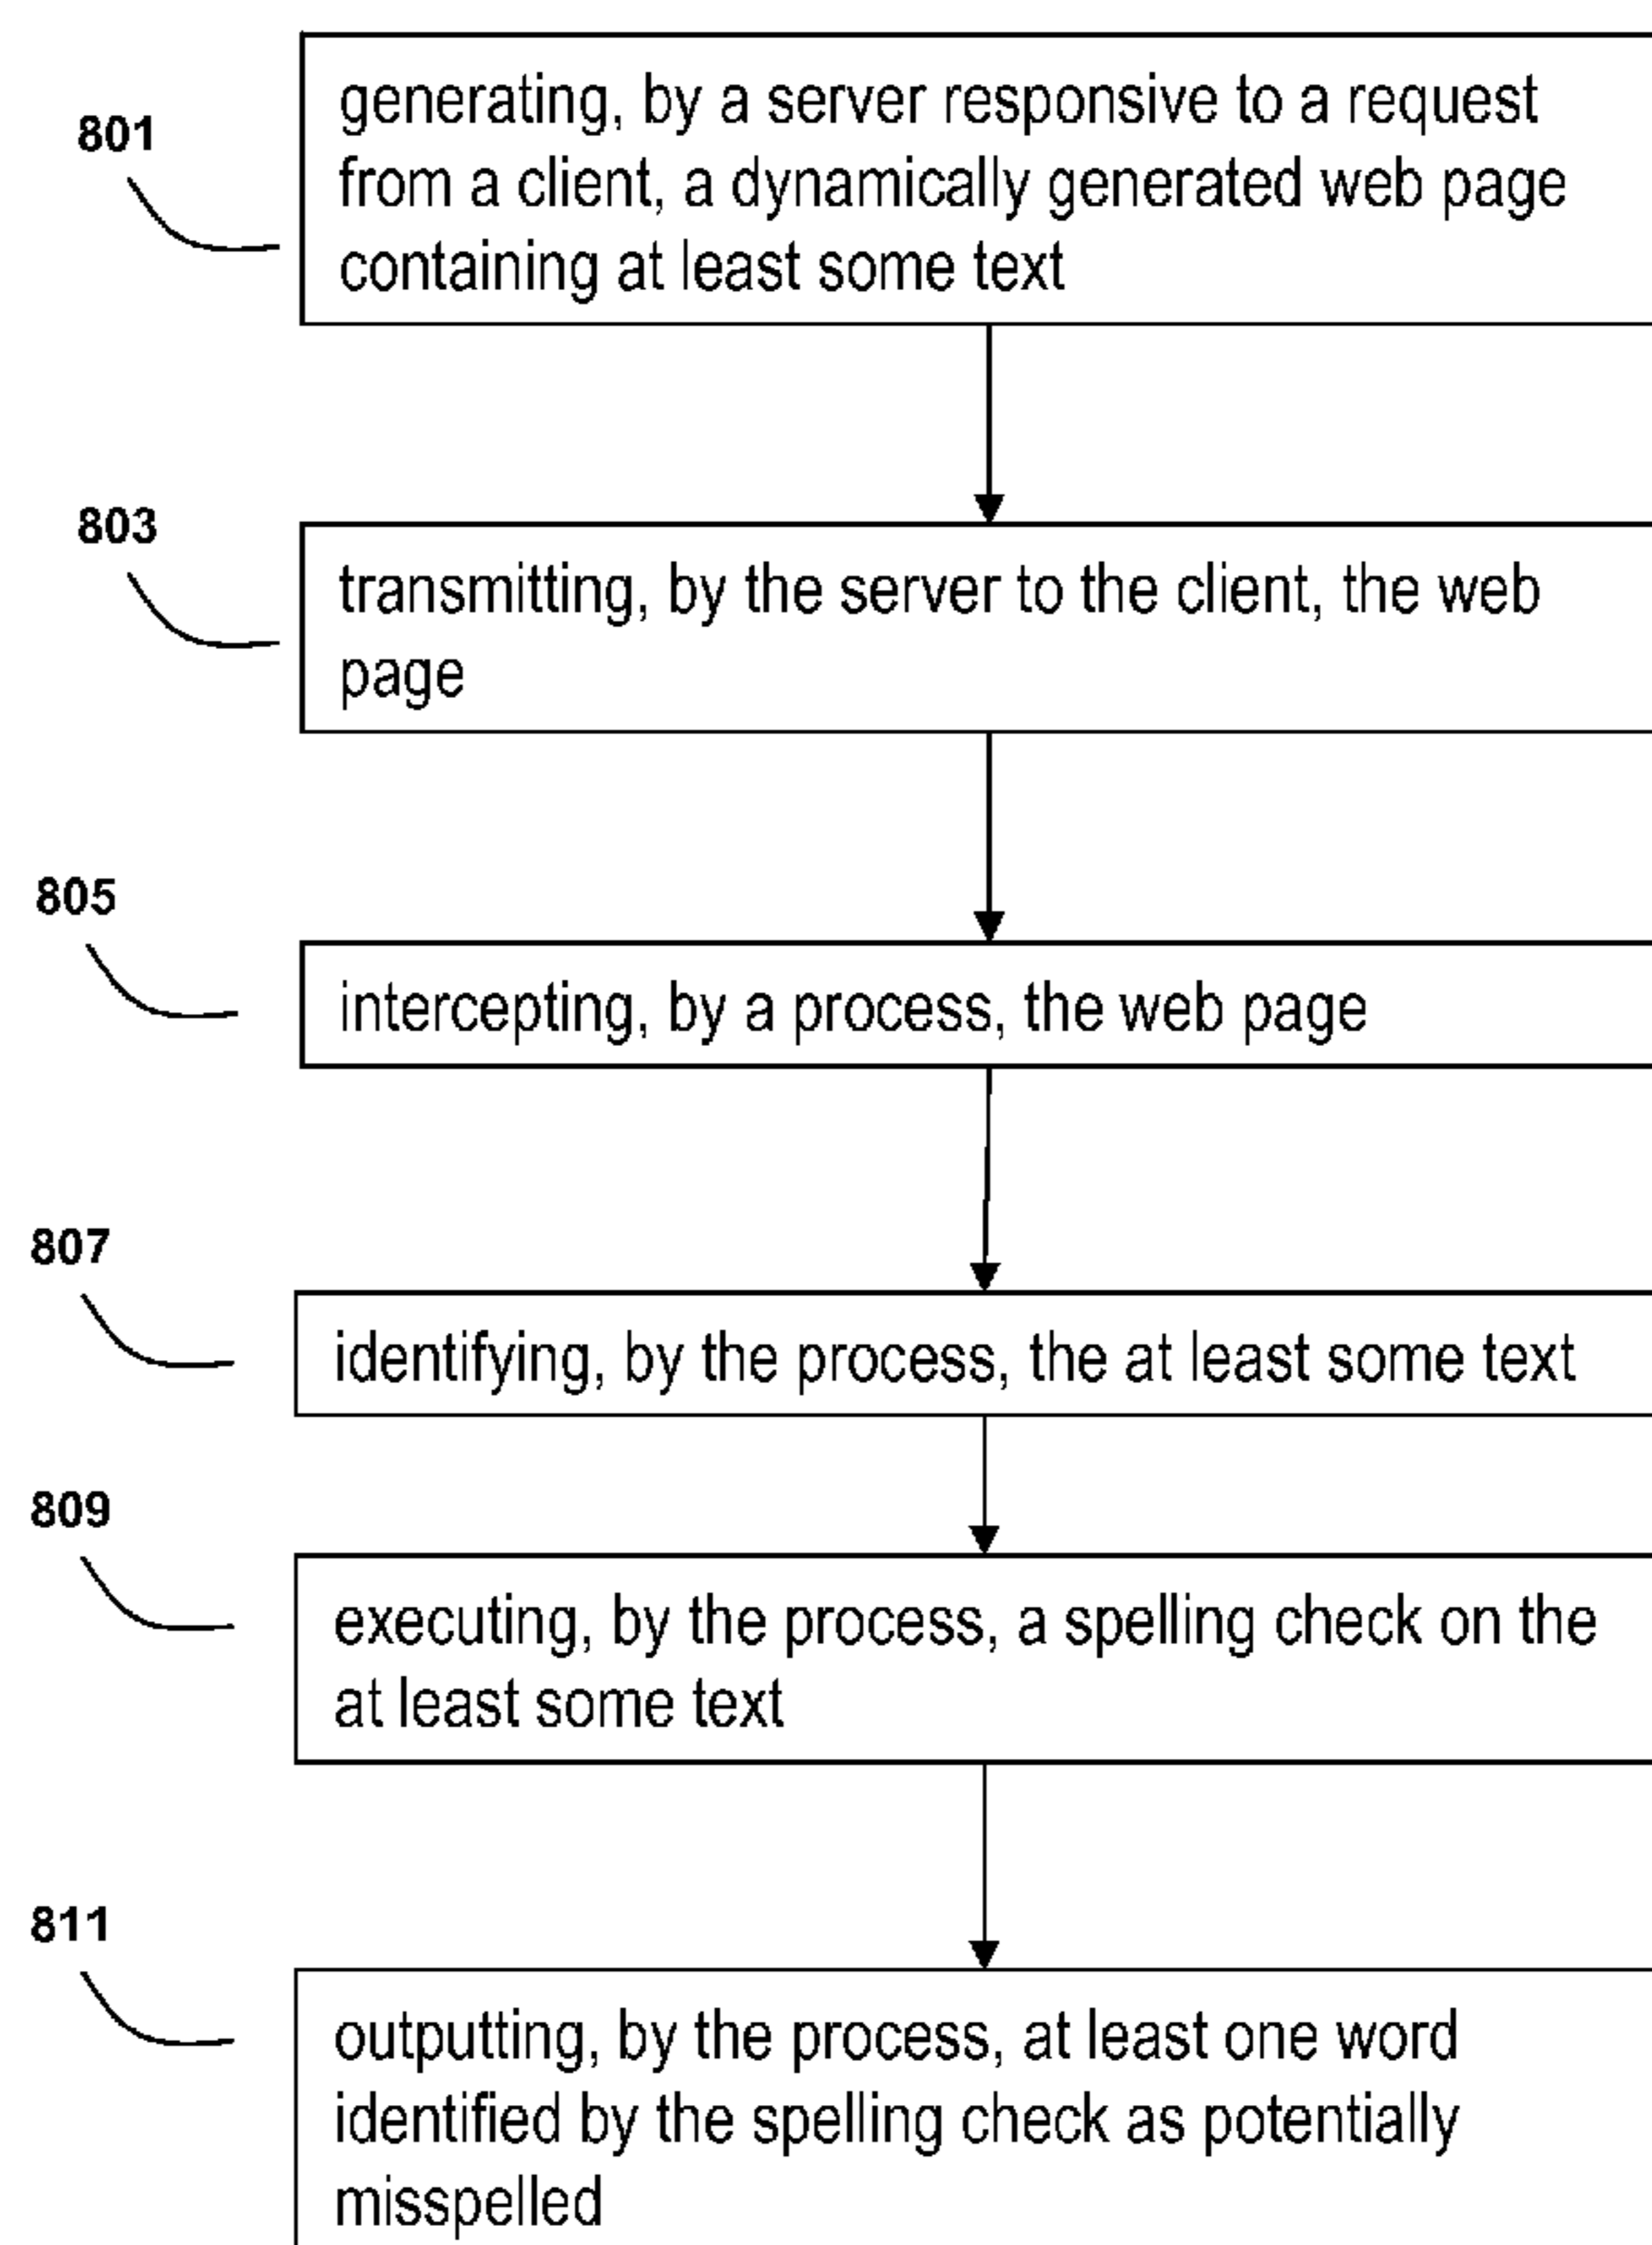 801
generating, by a server responsive to a request
from a client, a dynamically generated web page
containing at least some text
803
transmitting, by the server to the client, the web
page
805
intercepting, by a process, the web page
807
identifying, by the process, the at least some text
809
executing, by the process, a spelling check on the
at least some text
811
outputting, by the process, at least one word
identified by the spelling check as potentially
misspelled